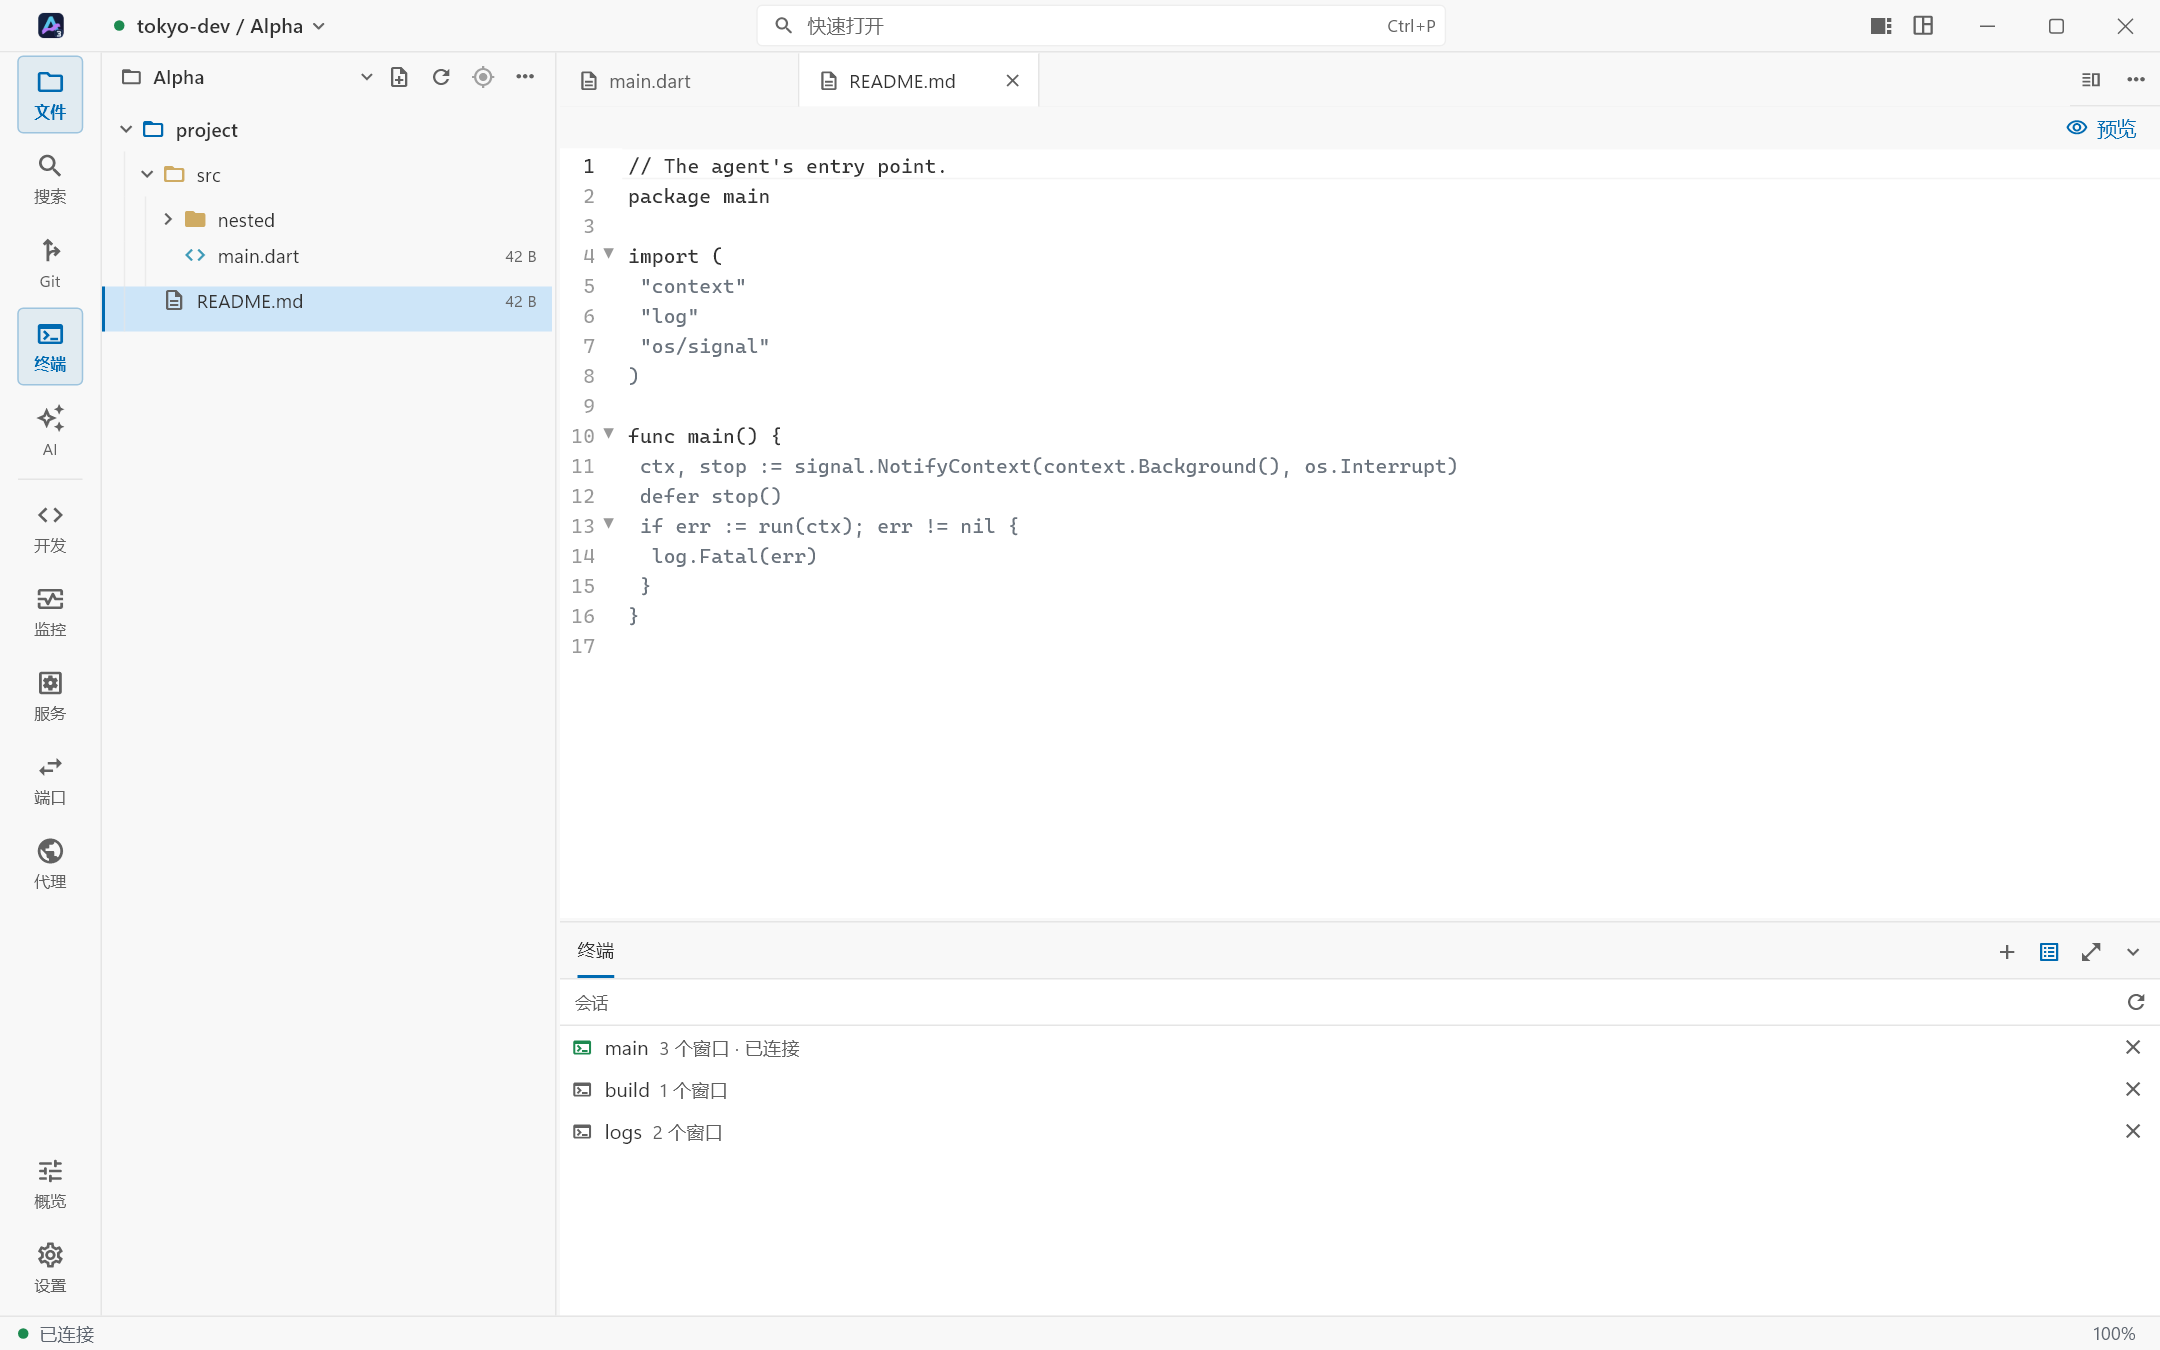 tokyo-dev / Alpha
快速打开
Ctrl+P
文件
搜索
Git
终端
AI
开发
监控
服务
端口
代理
概览
设置
Alpha
project
src
nested
main.dart 42 B
README.md 42 B
main.dart
README.md
预览
1 // The agent's entry point.
2 package main
3
4 import (
5 "context"
6 "log"
7 "os/signal"
8 )
9
10 func main() {
11 ctx, stop := signal.NotifyContext(context.Background(), os.Interrupt)
12 defer stop()
13 if err := run(ctx); err != nil {
14 log.Fatal(err)
15 }
16 }
17
终端
会话
main 3 个窗口 · 已连接
build 1 个窗口
logs 2 个窗口
已连接
100%